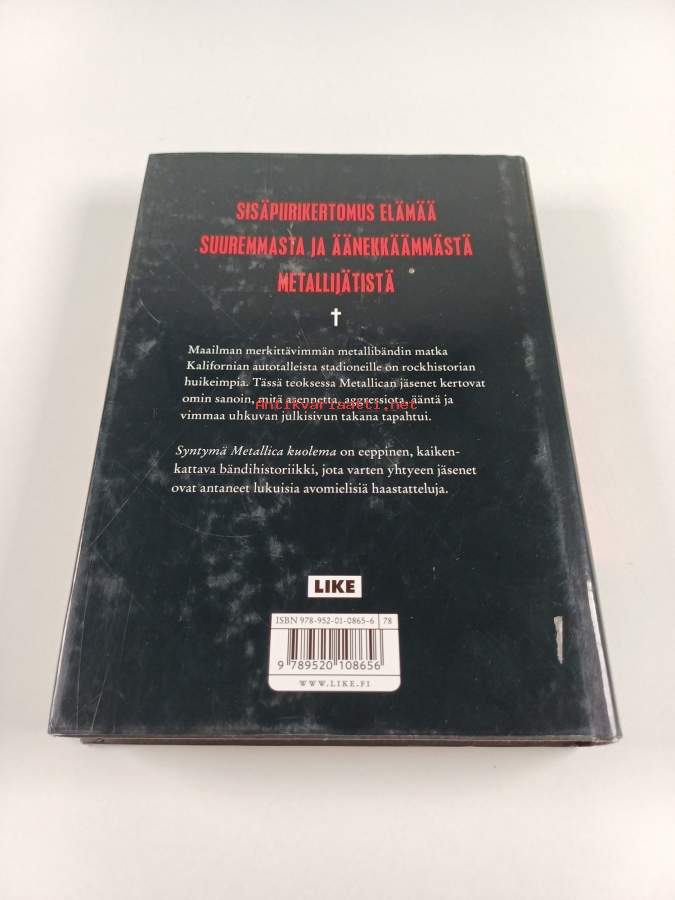 SISÄPIIRIKERTOMUS ELÄMÄÄ
SUUREMMASTA JA ÄÄNEKKÄÄMMÄSTÄ
METALLIJÄTISTÄ
Maailman merkittävimmän metallibändin matka
Kalifornian autotalleista stadioneille on rockhistorian
huikeimpia. Tässä teoksessa Metallican jäsenet kertovat
omin sanoin, mitä asennetta, aggressiota, ääntä ja
Antikvariaatti.net
vimmaa uhkuvan julkisivun takana tapahtui.
Syntymä Metallica kuolema on eeppinen, kaiken-
kattava bändihistoriikki, jota varten yhtyeen jäsenet
ovat antaneet lukuisia avomielisiä haastatteluja.
LIKE
ISBN 978-952-01-0865-6 78
9 789520 108656
WWW.LIKE.FI